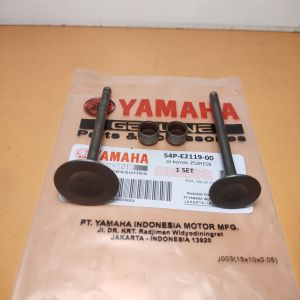 YAMAHA
GENUINE
Parts & Accessories
YAMAHA
54P-E2119-00
1 SET
PT. YAMAHA INDONESIA MOTOR MFG.
Jl. DR. KRT. Radjiman Widyodiningrat
JAKARTA - INDONESIA 13920
J003(15x10x0.05)